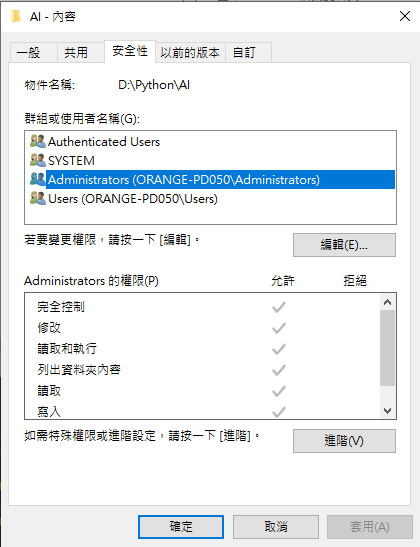 AI - 內容
一般 共用 安全性 以前的版本 自訂
物件名稱: D:\Python\AI
群組或使用者名稱(G):
Authenticated Users
SYSTEM
Administrators (ORANGE-PD050\Administrators)
Users (ORANGE-PD050\Users)
若要變更權限，請按一下 [編輯]。 編輯(E)...
Administrators 的權限(P) 允許 拒絕
完全控制
修改
讀取和執行
列出資料夾內容
讀取
寫入
如需特殊權限或進階設定，請按一下 [進階]。 進階(V)
確定 取消 套用(A)